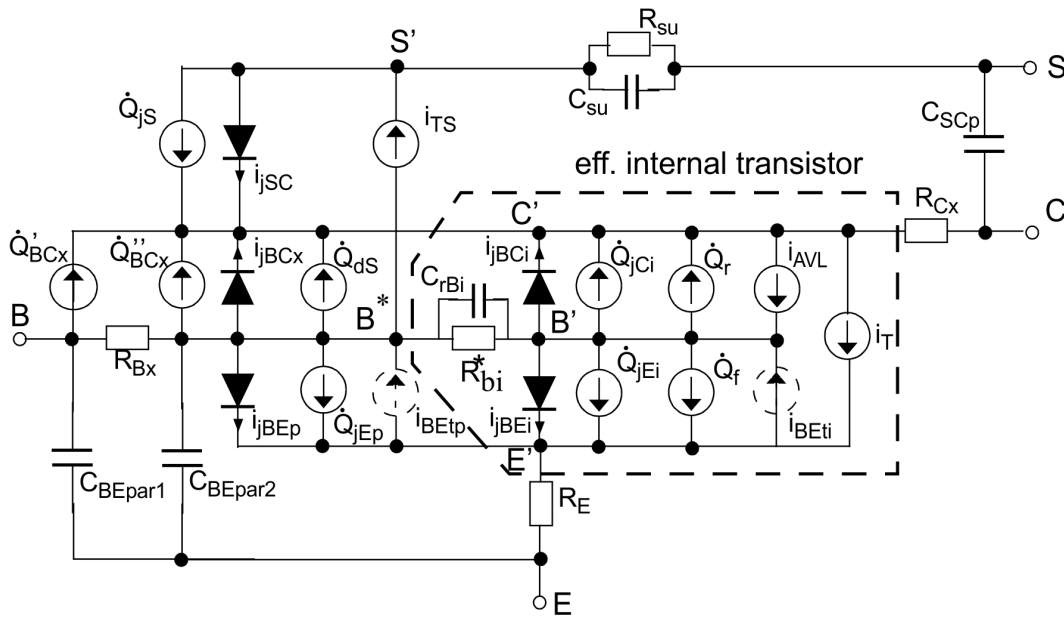 R_su
S'
S
C_su
Q̇_jS
i_TS
C_SCp
i_jSC
eff. internal transistor
R_Cx
C'
C
Q̇'_BCx
Q̇''_BCx
i_jBCx
Q̇_dS
i_jBCi
Q̇_jCi
Q̇_r
i_AVL
C_rBi
B
B*
B'
i_T
R_Bx
R*_bi
Q̇_jEi
Q̇_f
i_jBEp
Q̇_jEp
i_BEtp
i_jBEi
i_BEti
E'
C_BEpar1
C_BEpar2
R_E
E